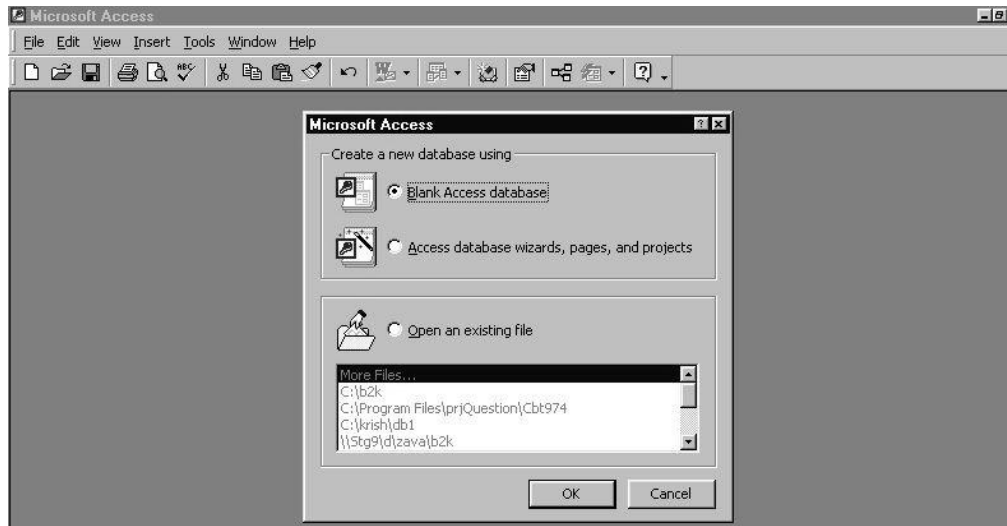 Microsoft Access
File Edit View Insert Tools Window Help
ABC
Microsoft Access
Create a new database using
Blank Access database
Access database wizards, pages, and projects
Open an existing file
More Files...
C:\b2k
C:\Program Files\prjQuestion\Cbt974
C:\krish\db1
\\Stg9\d\zava\b2k
OK Cancel